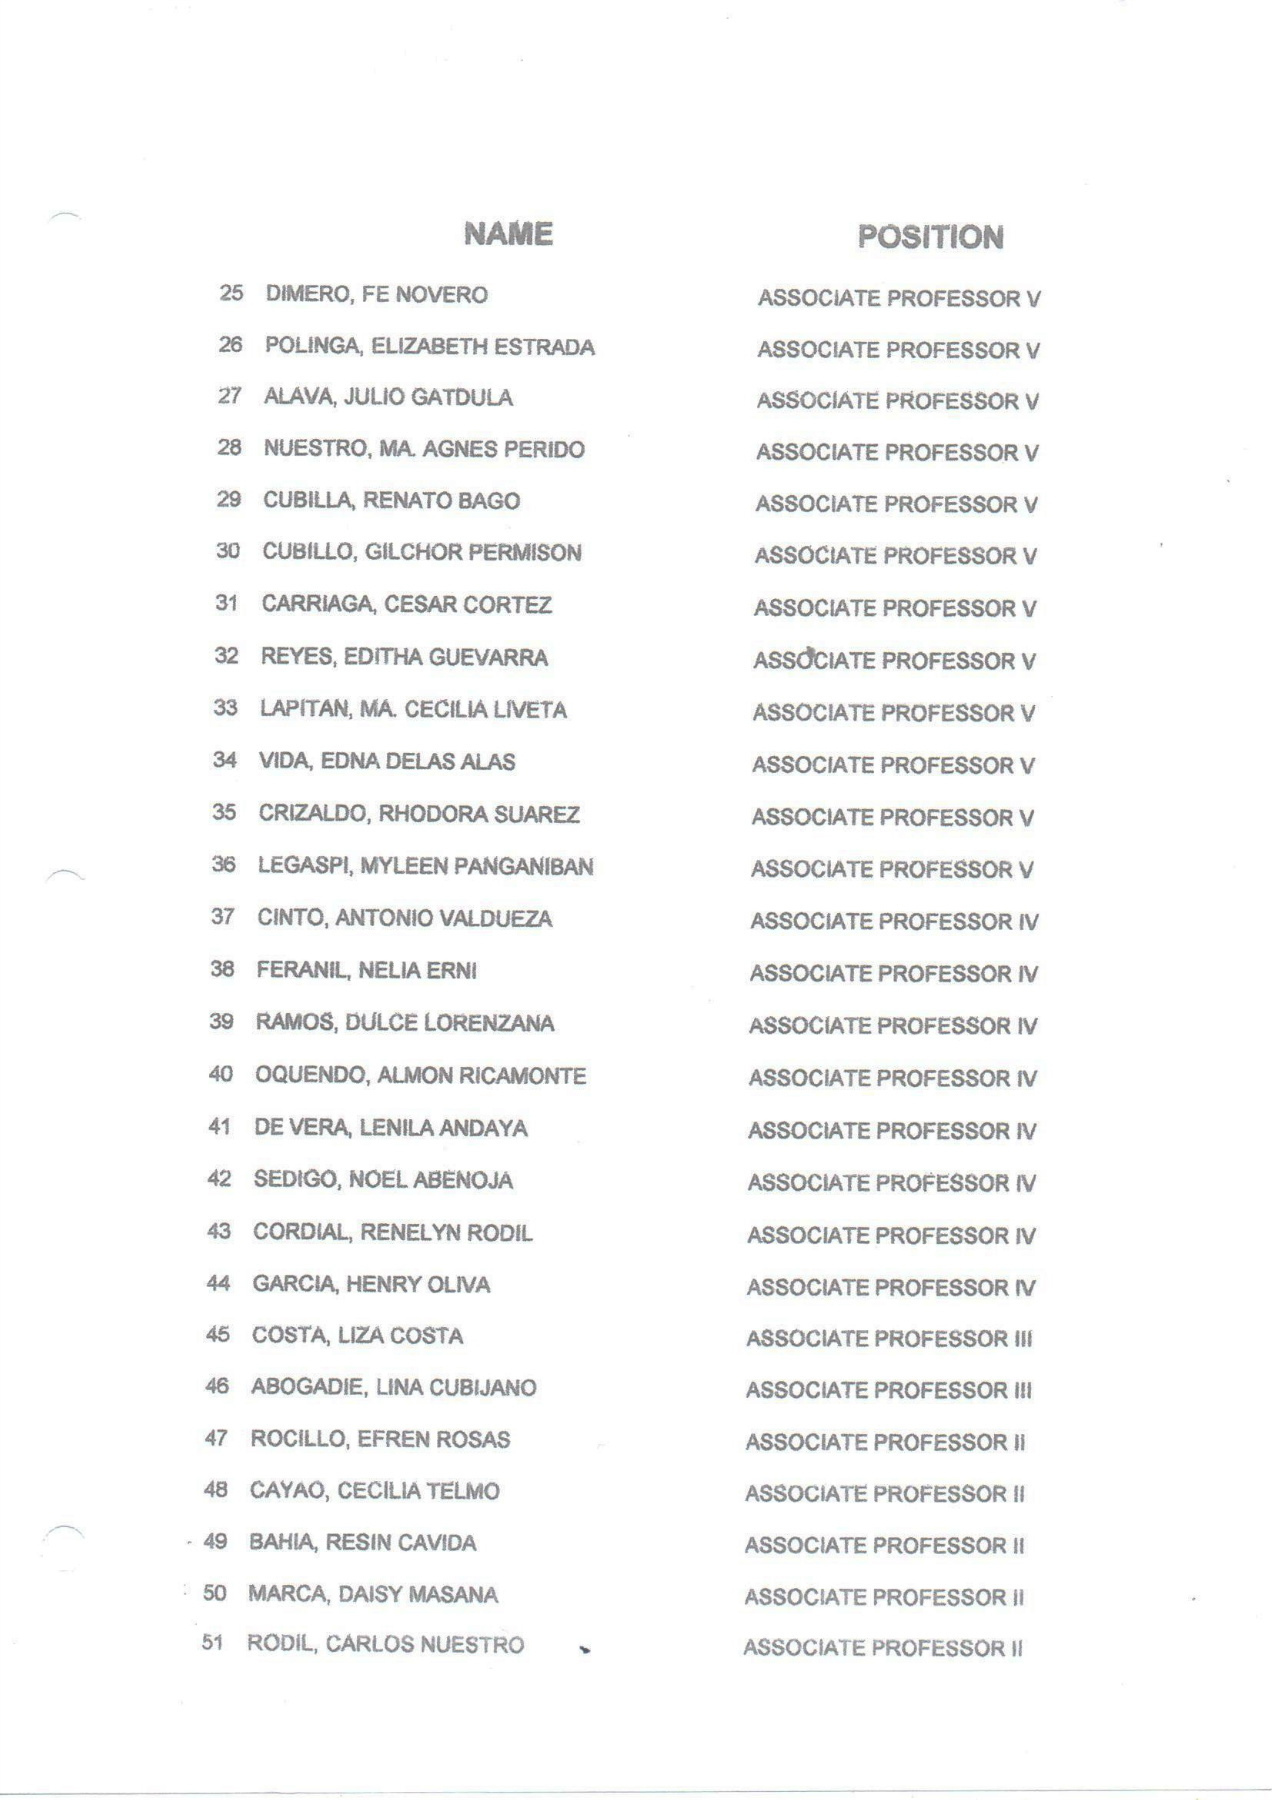 NAME POSITION
25 DIMERO, FE NOVERO ASSOCIATE PROFESSOR V
26 POLINGA, ELIZABETH ESTRADA ASSOCIATE PROFESSOR V
27 ALAVA, JULIO GATDULA ASSOCIATE PROFESSOR V
28 NUESTRO, MA. AGNES PERIDO ASSOCIATE PROFESSOR V
29 CUBILLA, RENATO BAGO ASSOCIATE PROFESSOR V
30 CUBILLO, GILCHOR PERMISON ASSOCIATE PROFESSOR V
31 CARRIAGA, CESAR CORTEZ ASSOCIATE PROFESSOR V
32 REYES, EDITHA GUEVARRA ASSOCIATE PROFESSOR V
33 LAPITAN, MA. CECILIA LIVETA ASSOCIATE PROFESSOR V
34 VIDA, EDNA DELAS ALAS ASSOCIATE PROFESSOR V
35 CRIZALDO, RHODORA SUAREZ ASSOCIATE PROFESSOR V
36 LEGASPI, MYLEEN PANGANIBAN ASSOCIATE PROFESSOR V
37 CINTO, ANTONIO VALDUEZA ASSOCIATE PROFESSOR IV
38 FERANIL, NELIA ERNI ASSOCIATE PROFESSOR IV
39 RAMOS, DULCE LORENZANA ASSOCIATE PROFESSOR IV
40 OQUENDO, ALMON RICAMONTE ASSOCIATE PROFESSOR IV
41 DE VERA, LENILA ANDAYA ASSOCIATE PROFESSOR IV
42 SEDIGO, NOEL ABENOJA ASSOCIATE PROFESSOR IV
43 CORDIAL, RENELYN RODIL ASSOCIATE PROFESSOR IV
44 GARCIA, HENRY OLIVA ASSOCIATE PROFESSOR IV
45 COSTA, LIZA COSTA ASSOCIATE PROFESSOR III
46 ABOGADIE, LINA CUBIJANO ASSOCIATE PROFESSOR III
47 ROCILLO, EFREN ROSAS ASSOCIATE PROFESSOR II
48 CAYAO, CECILIA TELMO ASSOCIATE PROFESSOR II
49 BAHIA, RESIN CAVIDA ASSOCIATE PROFESSOR II
50 MARCA, DAISY MASANA ASSOCIATE PROFESSOR II
51 RODIL, CARLOS NUESTRO ASSOCIATE PROFESSOR II